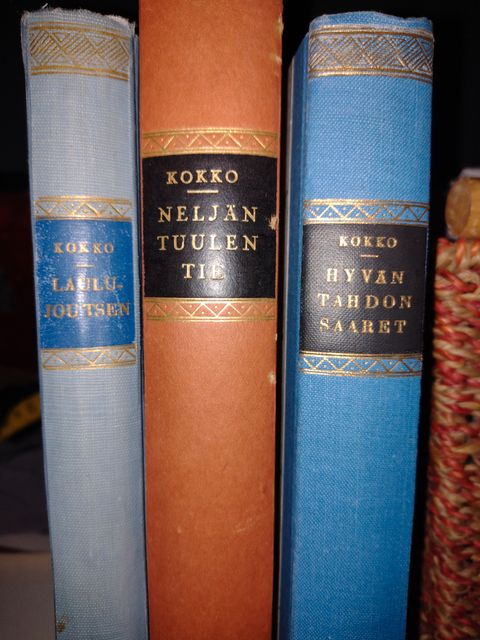 KOKKO
LAULU-
JOUTSEN
KOKKO
NELJÄN
TUULEN
TIE
KOKKO
HYVÄN
TAHDON
SAARET